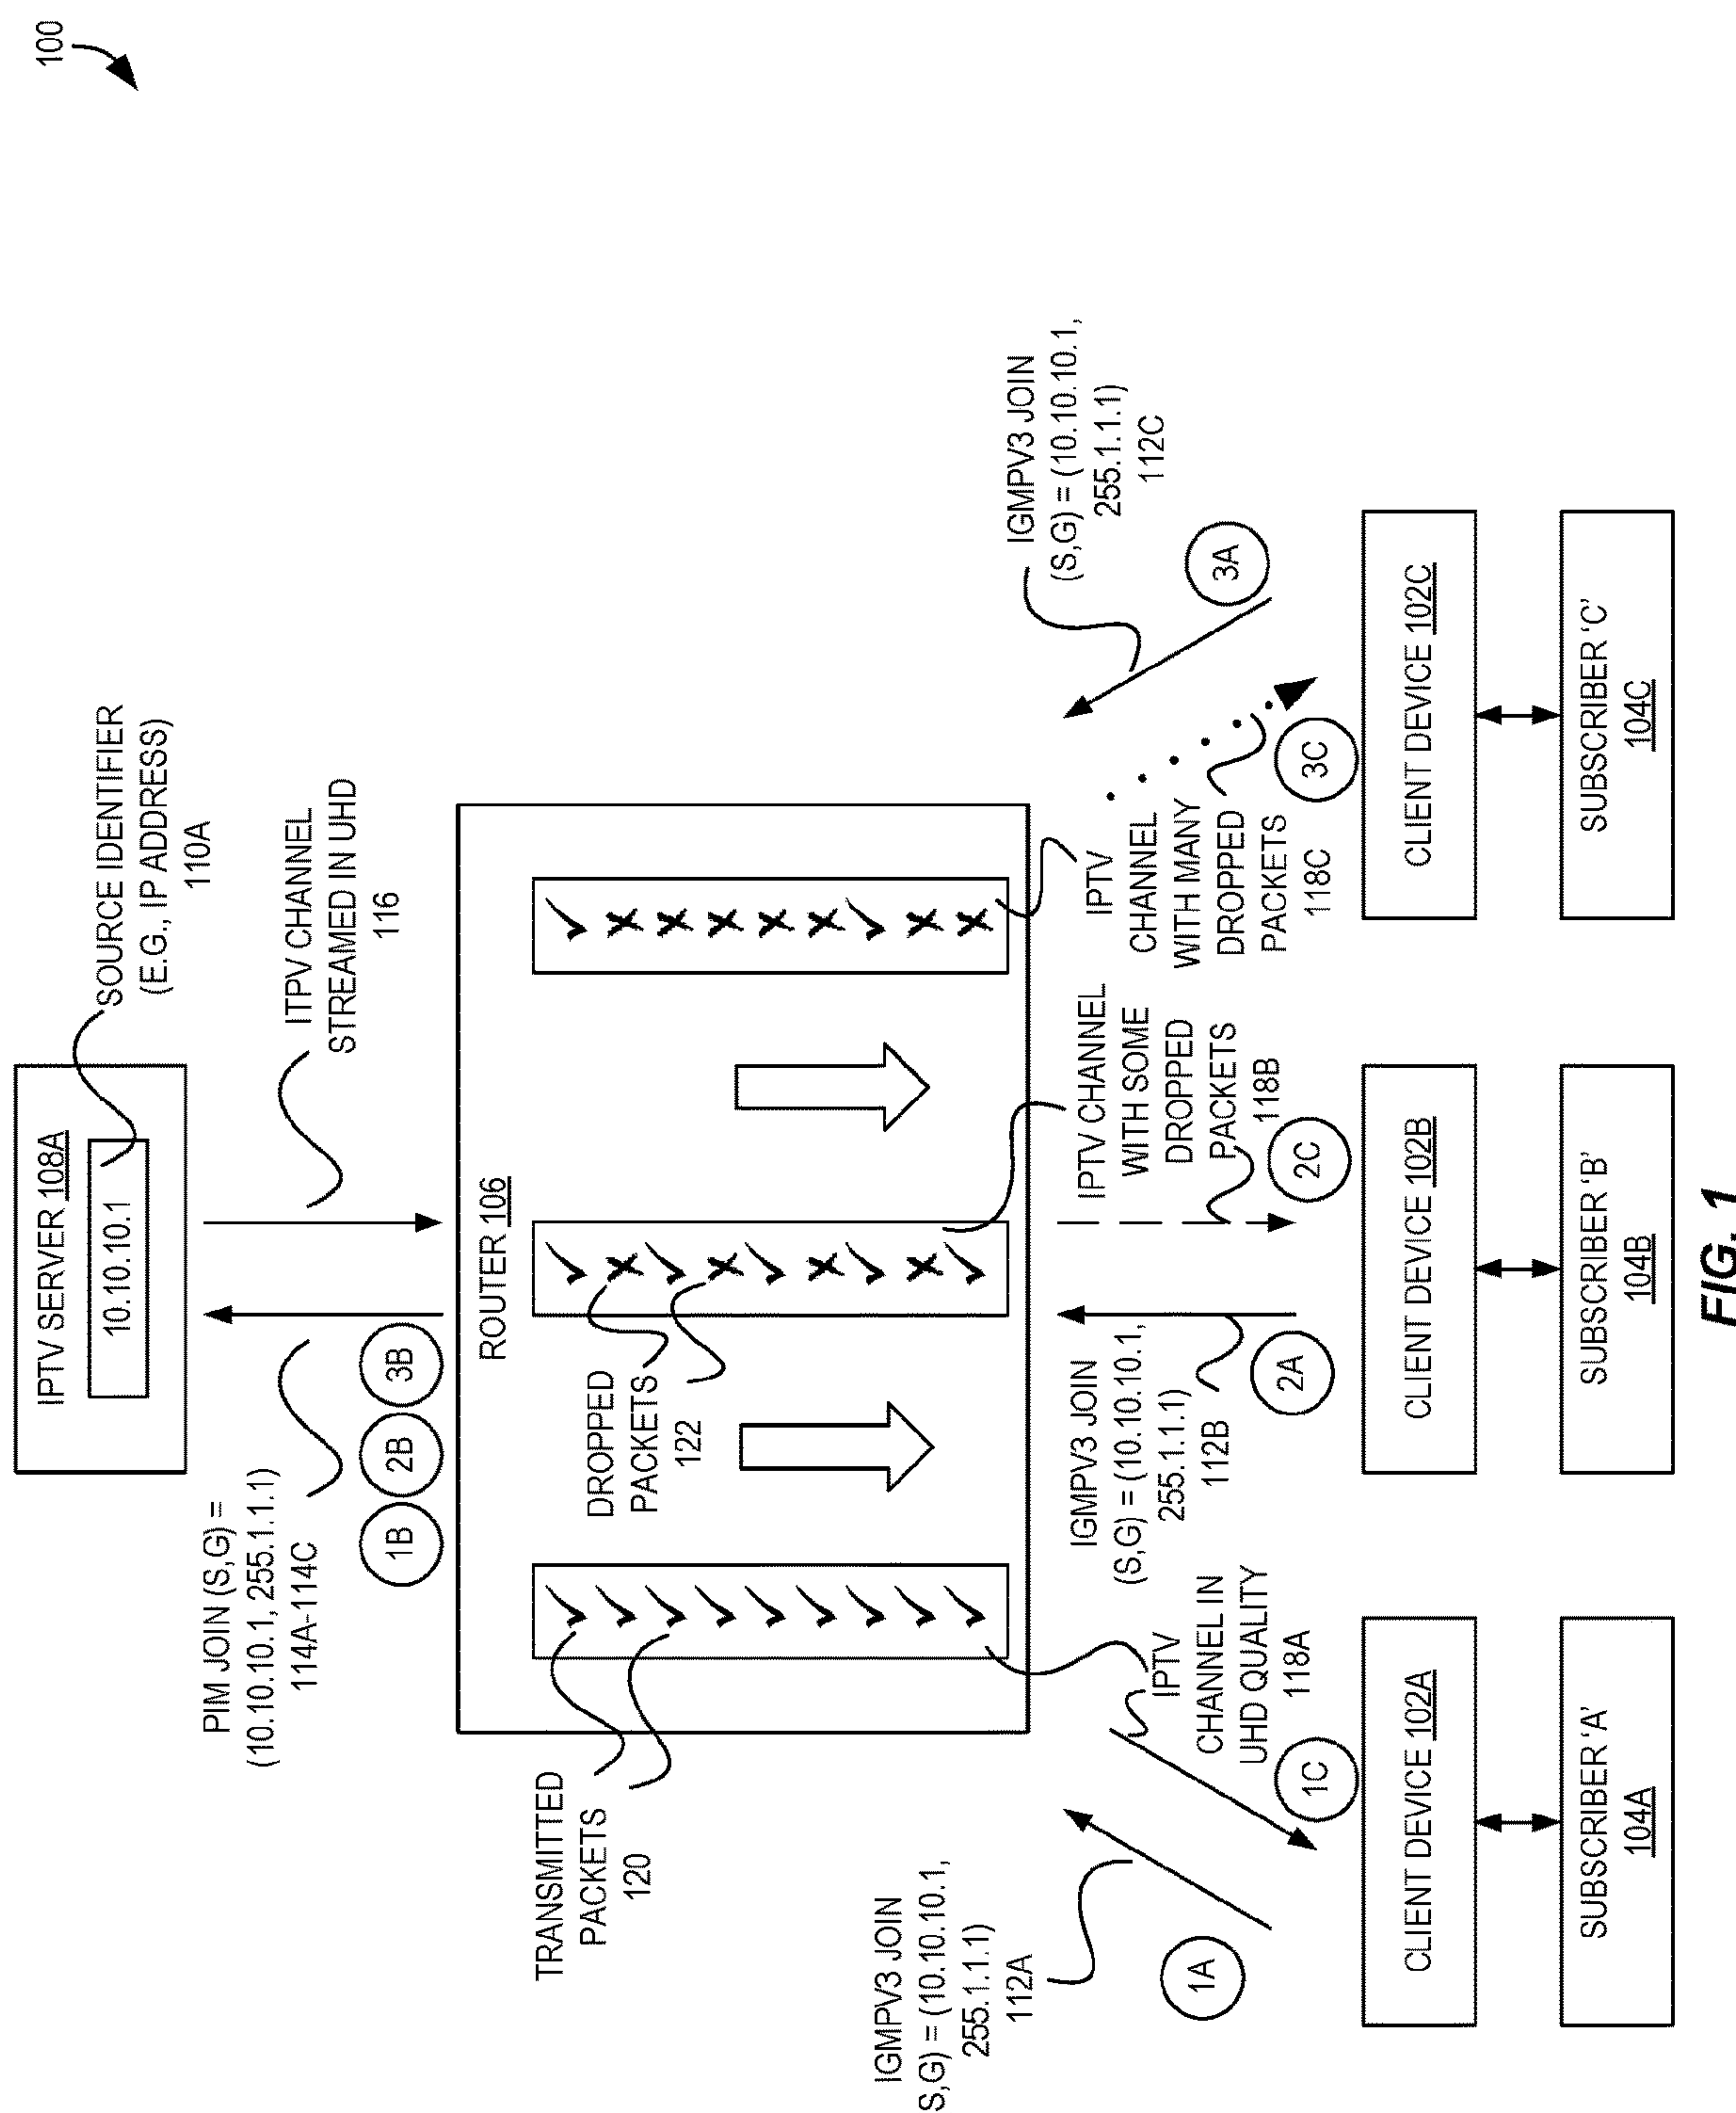 100
IPTV SERVER 108A
10.10.10.1
SOURCE IDENTIFIER
(E.G., IP ADDRESS)
110A
PIM JOIN (S,G) =
(10.10.10.1, 255.1.1.1)
114A-114C
ITPV CHANNEL
STREAMED IN UHD
116
1B
2B
3B
ROUTER 106
TRANSMITTED
PACKETS
120
DROPPED
PACKETS
122
IGMPV3 JOIN
S,G) = (10.10.10.1,
255.1.1.1)
112A
1A
IPTV
CHANNEL IN
UHD QUALITY
118A
1C
IGMPV3 JOIN
(S,G) = (10.10.10.1,
255.1.1.1)
112B
2A
IPTV CHANNEL
WITH SOME
DROPPED
PACKETS
118B
2C
IPTV
CHANNEL
WITH MANY
DROPPED
PACKETS
118C
3C
IGMPV3 JOIN
(S,G) = (10.10.10.1,
255.1.1.1)
112C
3A
CLIENT DEVICE 102A
CLIENT DEVICE 102B
CLIENT DEVICE 102C
SUBSCRIBER 'A'
104A
SUBSCRIBER 'B'
104B
SUBSCRIBER 'C'
104C
FIG. 1